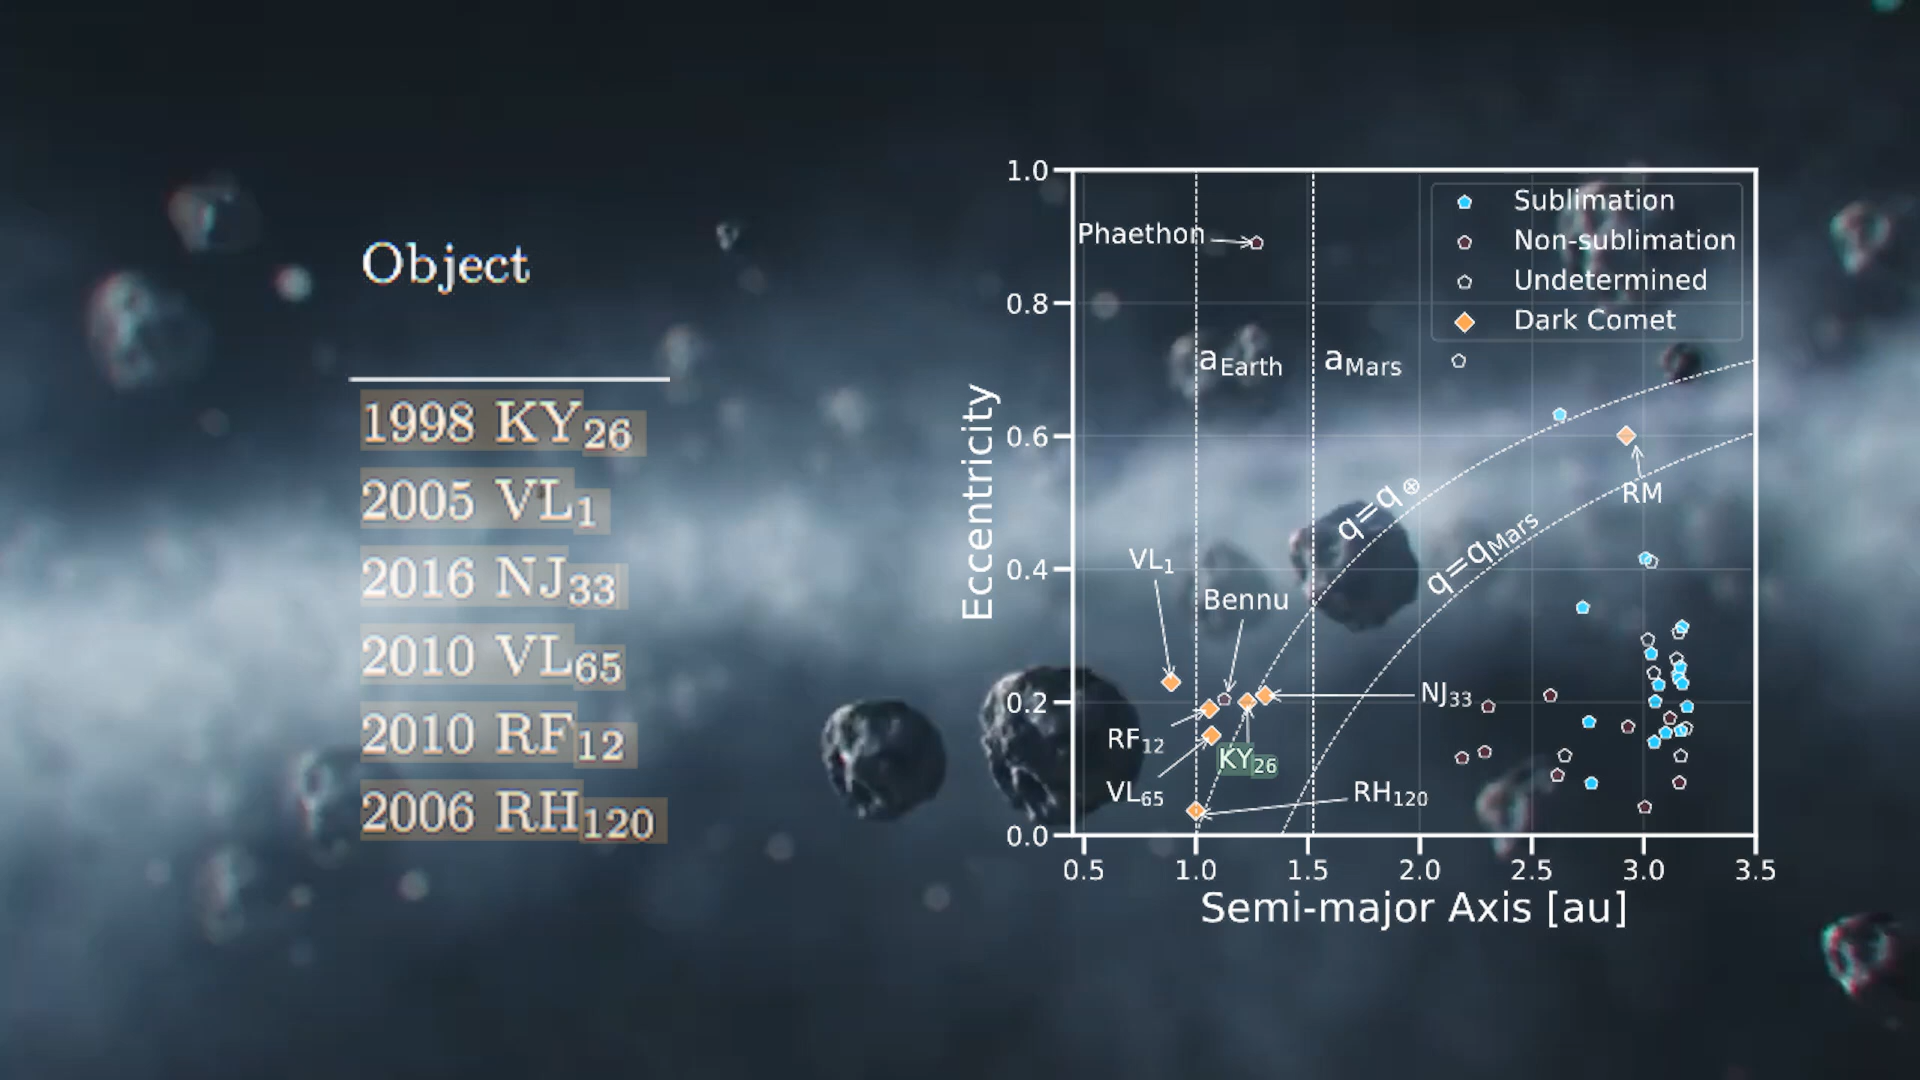 Object
1998 KY26
2005 VL1
2016 NJ33
2010 VL65
2010 RF12
2006 RH120
1.0
0.8
0.6
0.4
0.2
0.0
Eccentricity
Phaethon
Sublimation
Non-sublimation
Undetermined
Dark Comet
aEarth
aMars
q=q⊕
q=qMars
RM
VL1
Bennu
NJ33
RF12
KY26
VL65
RH120
0.5 1.0 1.5 2.0 2.5 3.0 3.5
Semi-major Axis [au]